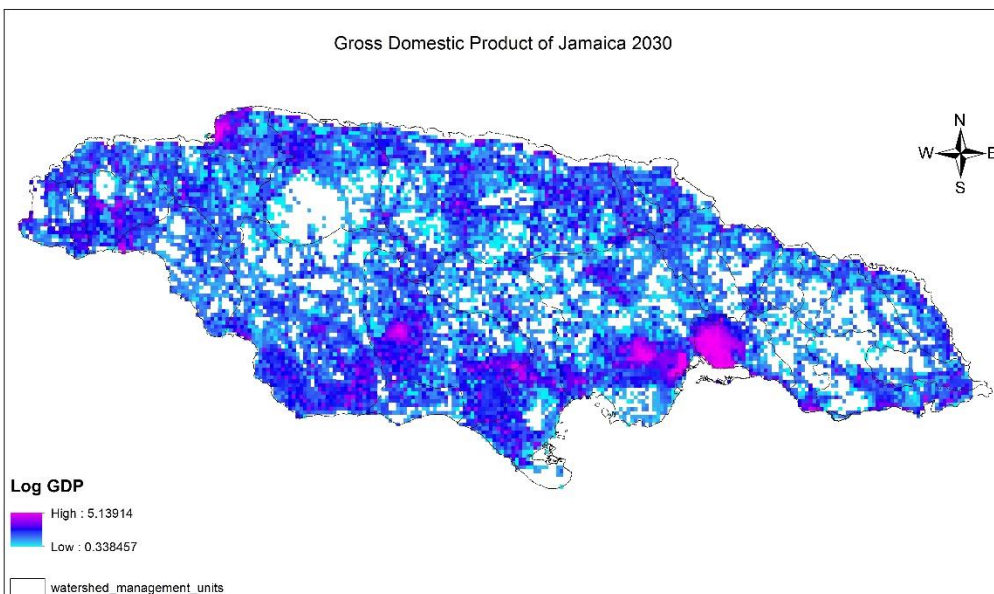 Gross Domestic Product of Jamaica 2030
N
W E
S
Log GDP
High : 5.13914
Low : 0.338457
watershed_management_units